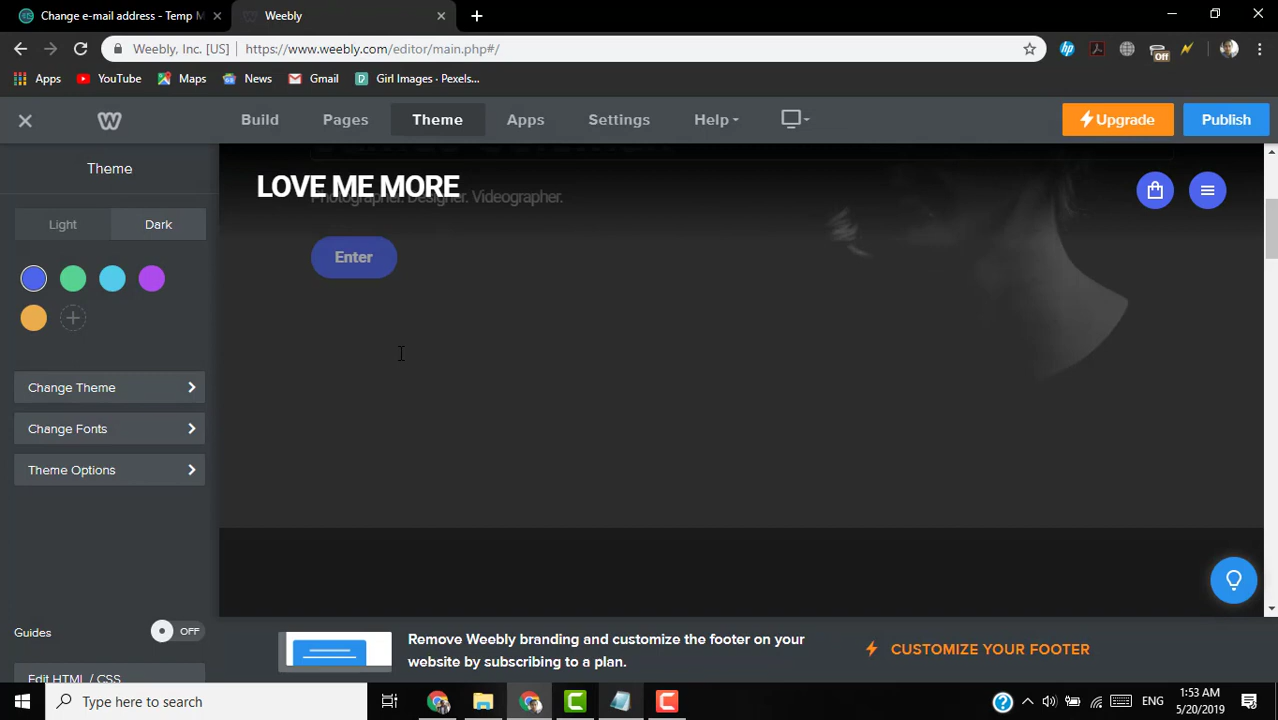 Change e-mail address - Temp M
Weebly
Weebly, Inc. [US]
https://www.weebly.com/editor/main.php#/
Off
Apps
YouTube
Maps
News
Gmail
Girl Images · Pexels...
Build
Pages
Theme
Apps
Settings
Help
Upgrade
Publish
Theme
LOVE ME MORE
Photographer. Designer. Videographer.
Light
Dark
Enter
Change Theme
Change Fonts
Theme Options
Guides
OFF
Remove Weebly branding and customize the footer on your
website by subscribing to a plan.
CUSTOMIZE YOUR FOOTER
Edit HTML / CSS
Type here to search
ENG
1:53 AM
5/20/2019